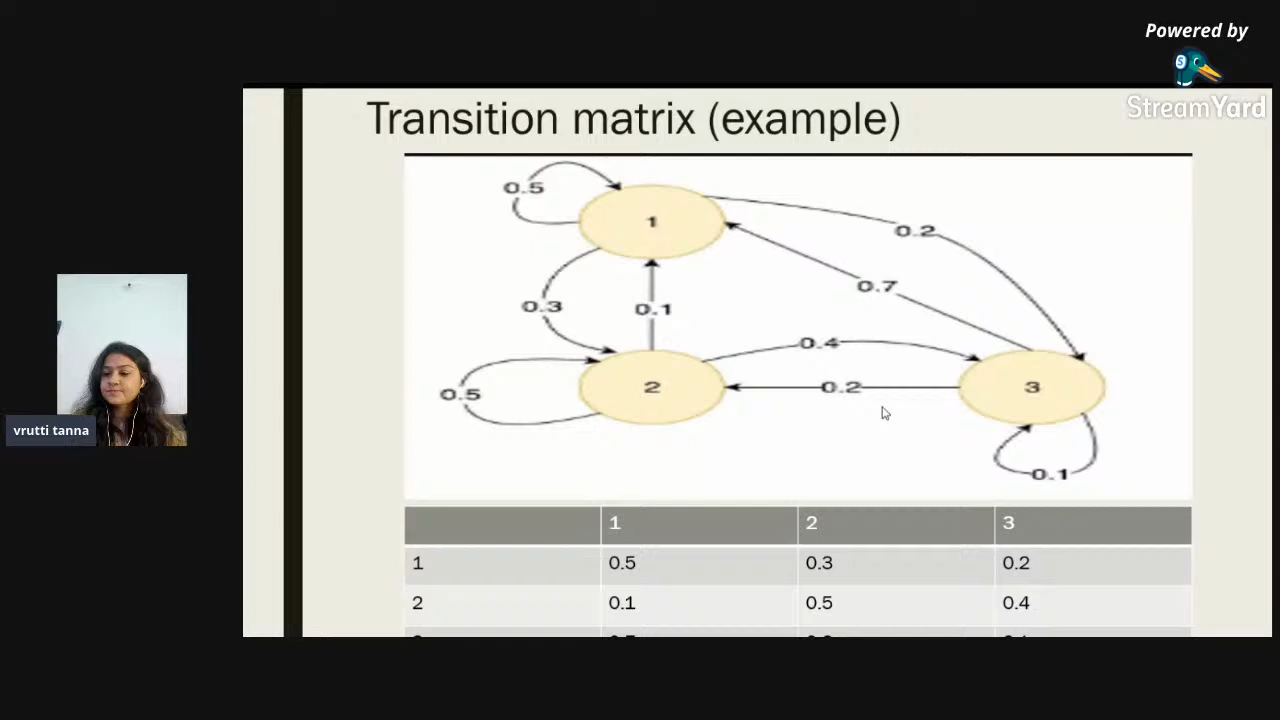 Powered by
StreamYard
Transition matrix (example)
0.5
1
0.2
0.7
0.3
0.1
0.4
0.5
2
0.2
3
0.1
vrutti tanna
1 2 3
1 0.5 0.3 0.2
2 0.1 0.5 0.4